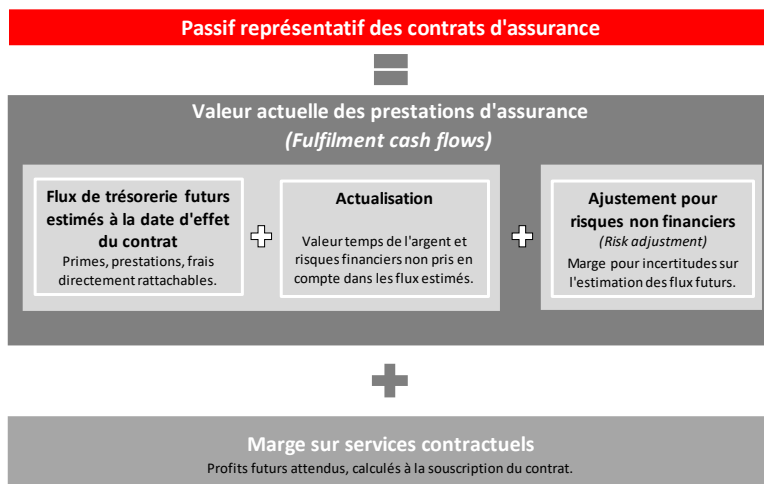 Passif représentatif des contrats d'assurance
Valeur actuelle des prestations d'assurance
(Fulfilment cash flows)
Flux de trésorerie futurs
estimés à la date d'effet
du contrat
Primes, prestations, frais
directement rattachables.
Actualisation
Valeur temps de l'argent et
risques financiers non pris en
compte dans les flux estimés.
Ajustement pour
risques non financiers
(Risk adjustment)
Marge pour incertitudes sur
l'estimation des flux futurs.
Marge sur services contractuels
Profits futurs attendus, calculés à la souscription du contrat.